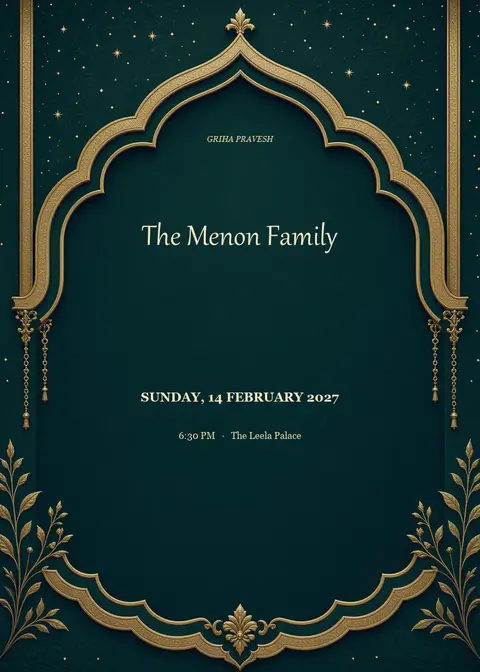 GRIHA PRAVESH
The Menon Family
SUNDAY, 14 FEBRUARY 2027
6:30 PM · The Leela Palace